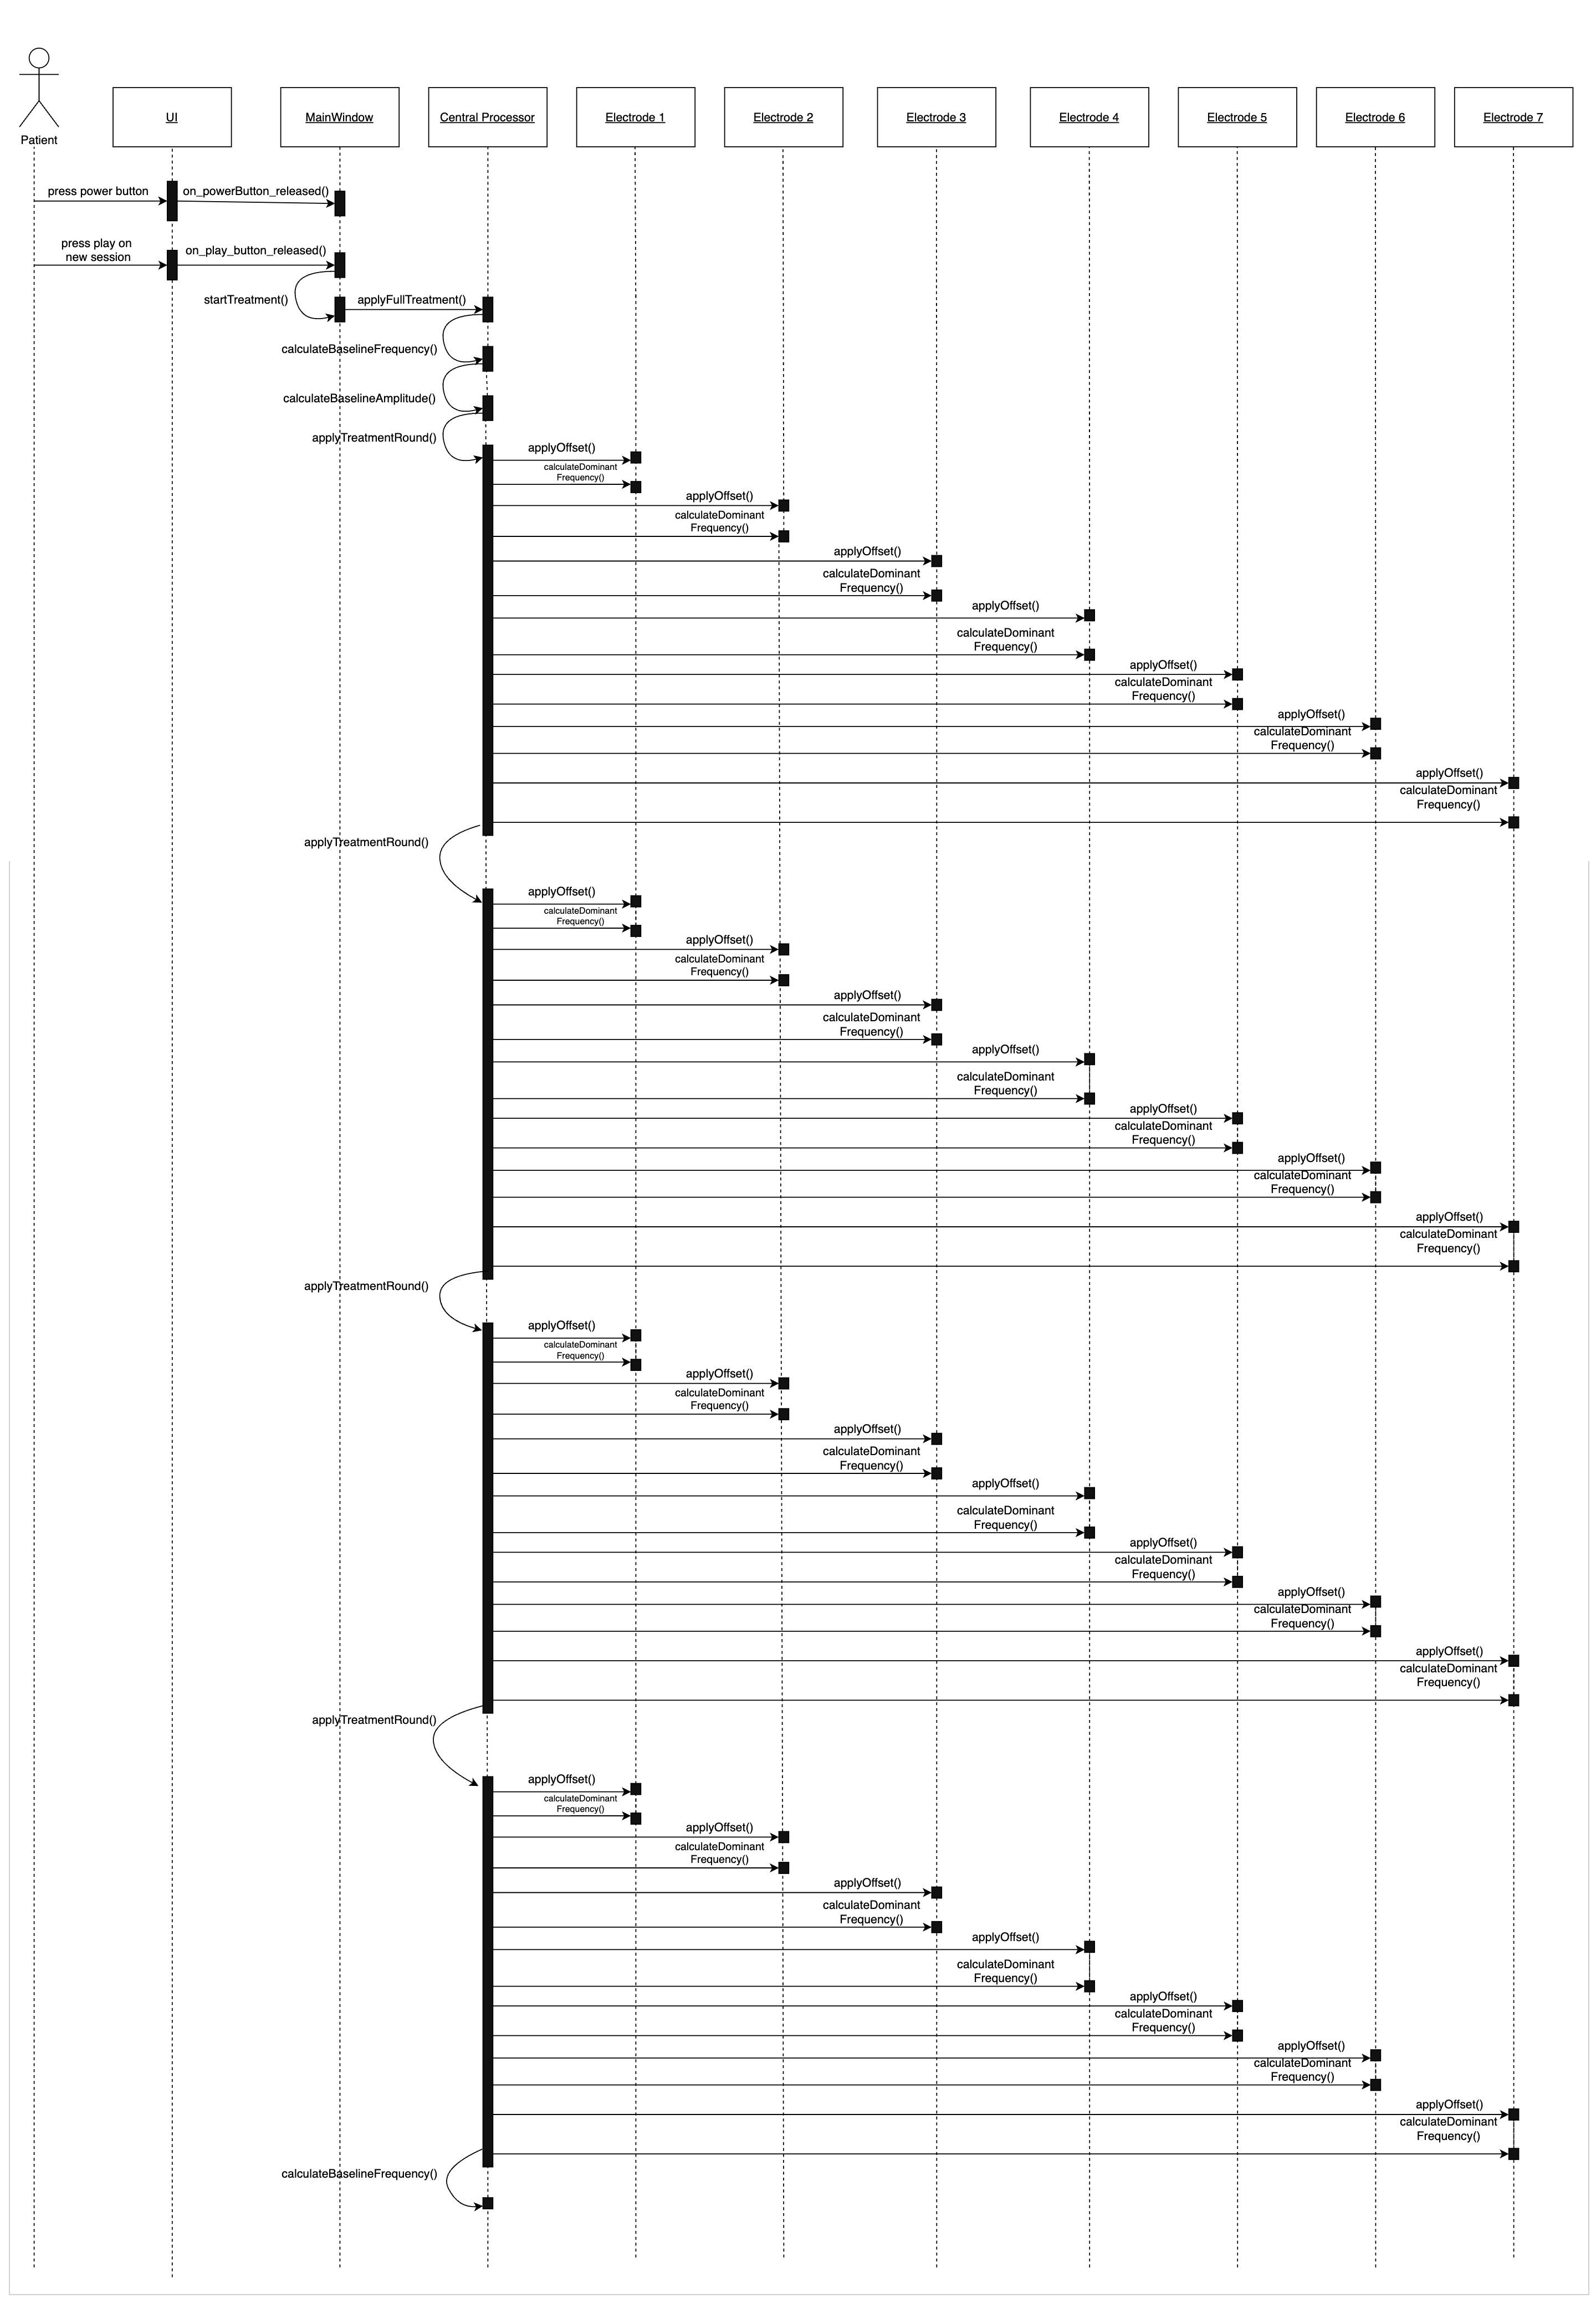 Patient
UI
MainWindow
Central Processor
Electrode 1
Electrode 2
Electrode 3
Electrode 4
Electrode 5
Electrode 6
Electrode 7
press power button
on_powerButton_released()
press play on
new session
on_play_button_released()
startTreatment()
applyFullTreatment()
calculateBaselineFrequency()
calculateBaselineAmplitude()
applyTreatmentRound()
applyOffset()
calculateDominant
Frequency()
applyOffset()
calculateDominant
Frequency()
applyOffset()
calculateDominant
Frequency()
applyOffset()
calculateDominant
Frequency()
applyOffset()
calculateDominant
Frequency()
applyOffset()
calculateDominant
Frequency()
applyOffset()
calculateDominant
Frequency()
applyTreatmentRound()
applyOffset()
calculateDominant
Frequency()
applyOffset()
calculateDominant
Frequency()
applyOffset()
calculateDominant
Frequency()
applyOffset()
calculateDominant
Frequency()
applyOffset()
calculateDominant
Frequency()
applyOffset()
calculateDominant
Frequency()
applyOffset()
calculateDominant
Frequency()
applyTreatmentRound()
applyOffset()
calculateDominant
Frequency()
applyOffset()
calculateDominant
Frequency()
applyOffset()
calculateDominant
Frequency()
applyOffset()
calculateDominant
Frequency()
applyOffset()
calculateDominant
Frequency()
applyOffset()
calculateDominant
Frequency()
applyOffset()
calculateDominant
Frequency()
applyTreatmentRound()
applyOffset()
calculateDominant
Frequency()
applyOffset()
calculateDominant
Frequency()
applyOffset()
calculateDominant
Frequency()
applyOffset()
calculateDominant
Frequency()
applyOffset()
calculateDominant
Frequency()
applyOffset()
calculateDominant
Frequency()
applyOffset()
calculateDominant
Frequency()
calculateBaselineFrequency()